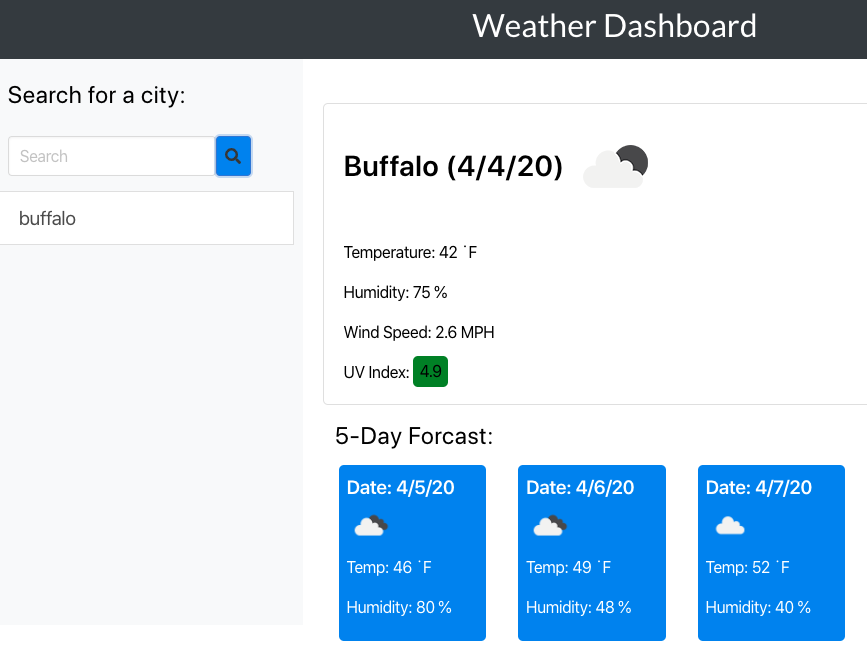 Weather Dashboard
Search for a city:
Search
buffalo
Buffalo (4/4/20)
Temperature: 42 ˙F
Humidity: 75 %
Wind Speed: 2.6 MPH
UV Index: 4.9
5-Day Forcast:
Date: 4/5/20
Temp: 46 ˙F
Humidity: 80 %
Date: 4/6/20
Temp: 49 ˙F
Humidity: 48 %
Date: 4/7/20
Temp: 52 ˙F
Humidity: 40 %